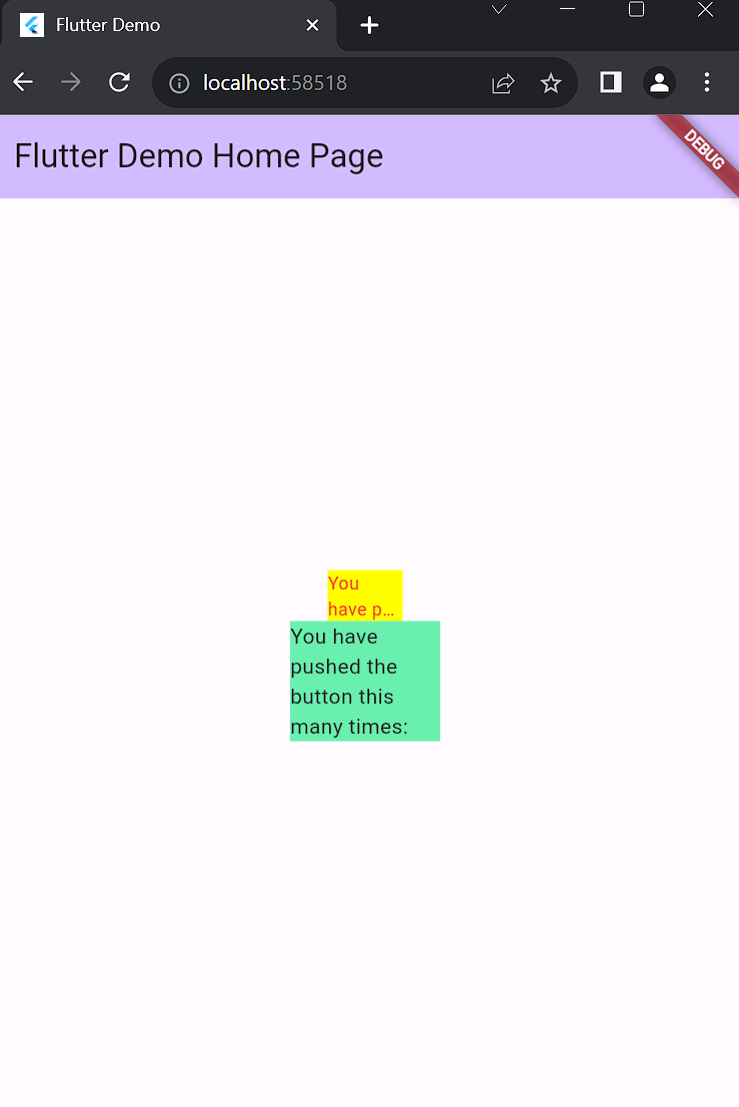 Flutter Demo
localhost:58518
Flutter Demo Home Page
DEBUG
You
have p...
You have
pushed the
button this
many times: